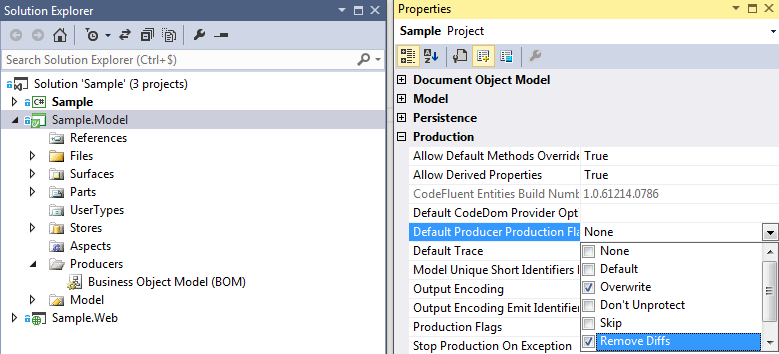 Solution Explorer
Search Solution Explorer (Ctrl+$)
Solution 'Sample' (3 projects)
C# Sample
Sample.Model
References
Files
Surfaces
Parts
UserTypes
Stores
Aspects
Producers
Business Object Model (BOM)
Model
Sample.Web
Properties
Sample Project
Document Object Model
Model
Persistence
Production
Allow Default Methods Override True
Allow Derived Properties True
CodeFluent Entities Build Numb 1.0.61214.0786
Default CodeDom Provider Opt
Default Producer Production Fla None
Default Trace
Model Unique Short Identifiers
Output Encoding
Output Encoding Emit Identifier
Production Flags
Stop Production On Exception
None
Default
Overwrite
Don't Unprotect
Skip
Remove Diffs